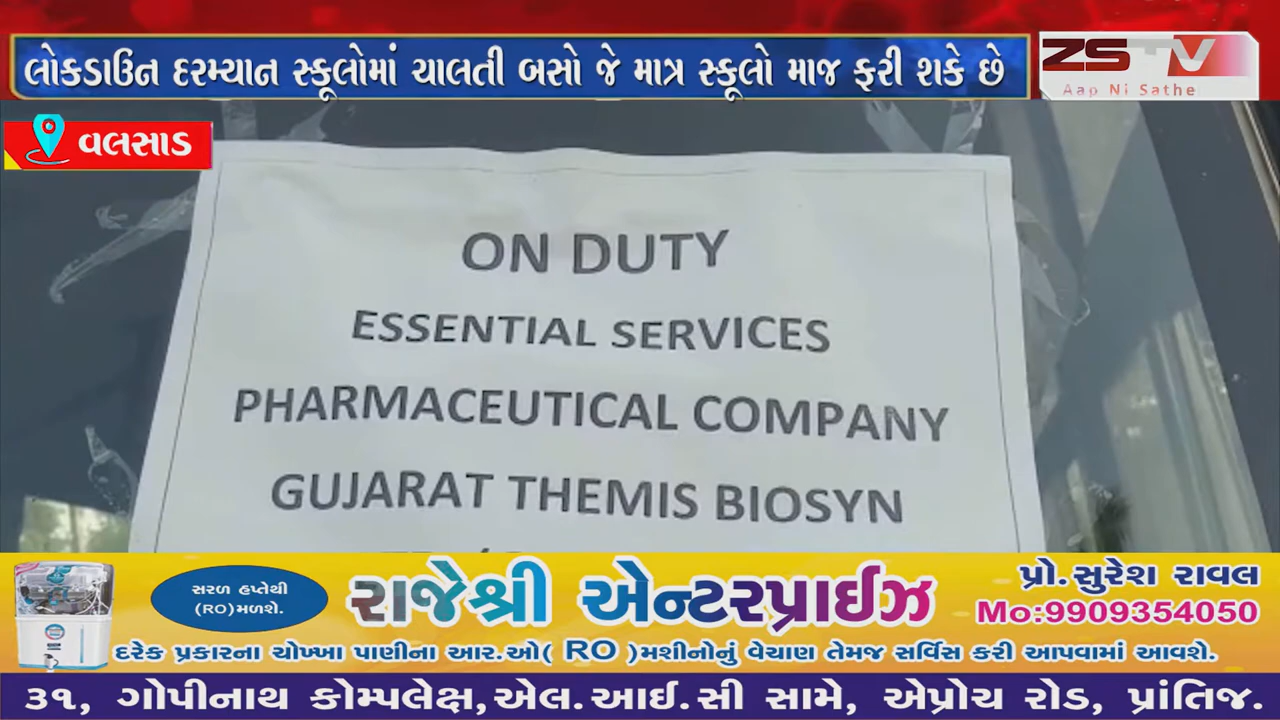 લોકડાઉન દરમ્યાન સ્કૂલોમાં ચાલતી બસો જે માત્ર સ્કૂલો માજ ફરી શકે છે
ZSTV
Aap Ni Sathe
વલસાડ
ON DUTY
ESSENTIAL SERVICES
PHARMACEUTICAL COMPANY
GUJARAT THEMIS BIOSYN
સરળ હપ્તેથી
(RO)મળશે.
રાજેશ્રી એન્ટરપ્રાઈઝ
પ્રો.સુરેશ રાવલ
Mo:9909354050
દરેક પ્રકારના ચોખ્ખા પાણીના આર.ઓ( RO )મશીનોનું વેચાણ તેમજ સર્વિસ કરી આપવામાં આવશે.
૩૧, ગોપીનાથ કોમ્પલેક્ષ,એલ.આઈ.સી સામે, એપ્રોચ રોડ, પ્રાંતિજ.